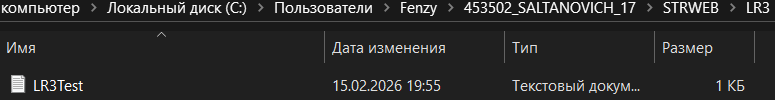 компьютер > Локальный диск (C:) > Пользователи > Fenzy > 453502_SALTANOVICH_17 > STRWEB > LR3
Имя Дата изменения Тип Размер
LR3Test 15.02.2026 19:55 Текстовый докум... 1 КБ